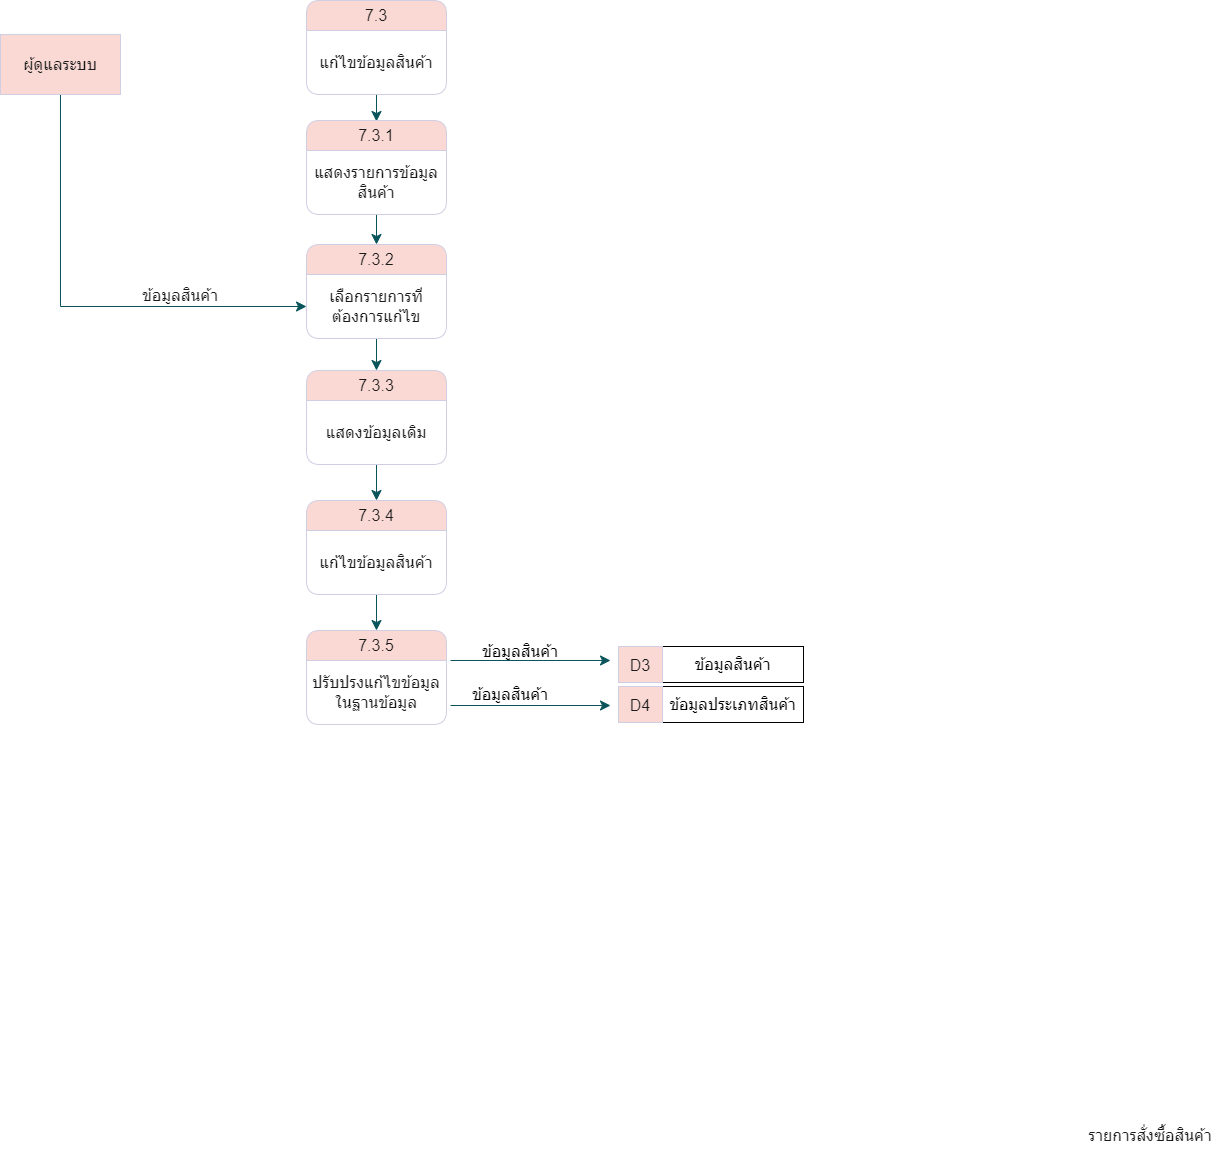 7.3
แก้ไขข้อมูลสินค้า
ผู้ดูแลระบบ
7.3.1
แสดงรายการข้อมูล
สินค้า
7.3.2
เลือกรายการที่
ต้องการแก้ไข
ข้อมูลสินค้า
7.3.3
แสดงข้อมูลเดิม
7.3.4
แก้ไขข้อมูลสินค้า
7.3.5
ปรับปรงแก้ไขข้อมูล
ในฐานข้อมูล
ข้อมูลสินค้า
D3 ข้อมูลสินค้า
ข้อมูลสินค้า
D4 ข้อมูลประเภทสินค้า
รายการสั่งซื้อสินค้า